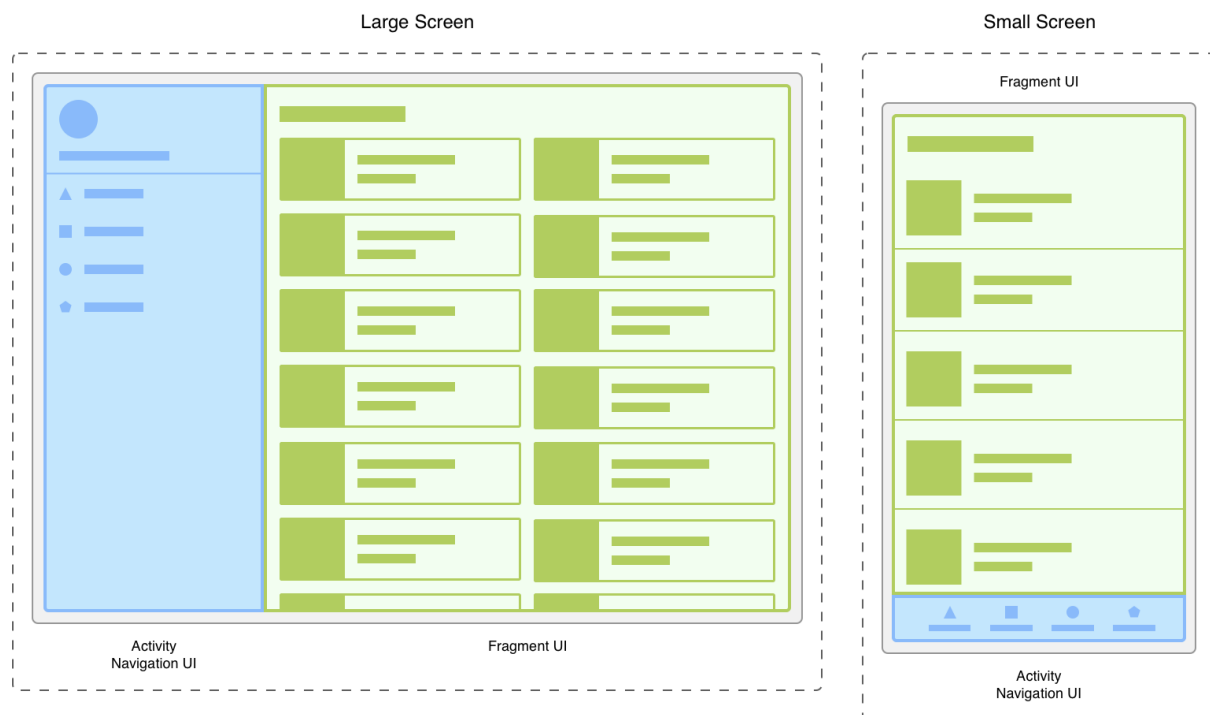 Large Screen
Activity
Navigation UI
Fragment UI
Small Screen
Fragment UI
Activity
Navigation UI